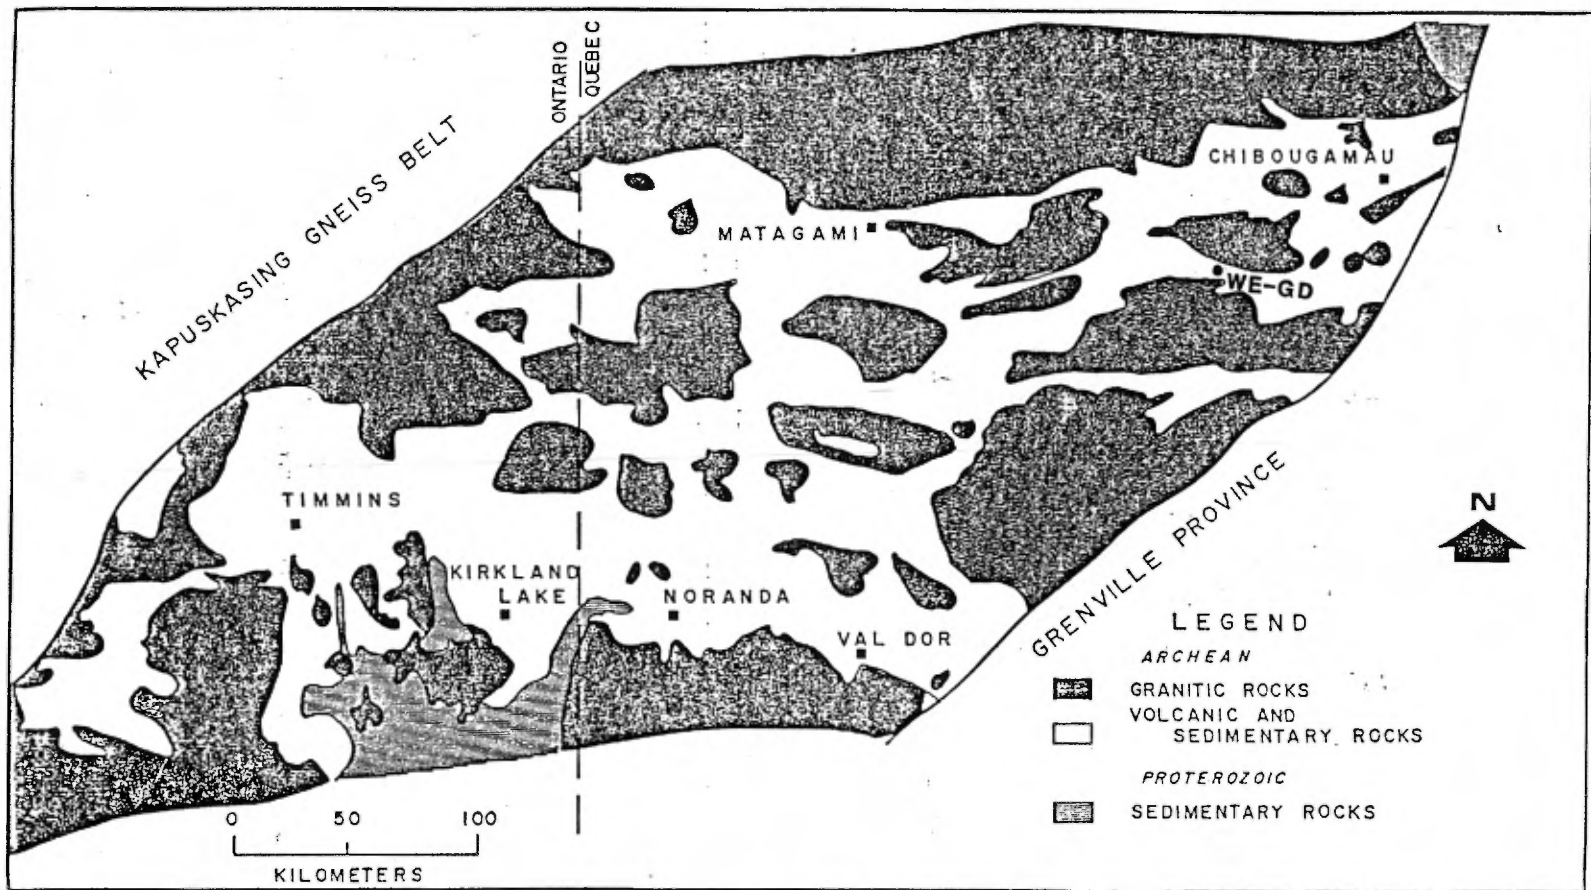 ONTARIO
QUEBEC
KAPUSKASING GNEISS BELT
CHIBOUGAMAU
MATAGAMI
WE-GD
TIMMINS
KIRKLAND
LAKE
NORANDA
VAL DOR
GRENVILLE PROVINCE
N
LEGEND
ARCHEAN
GRANITIC ROCKS
VOLCANIC AND
SEDIMENTARY ROCKS
PROTEROZOIC
SEDIMENTARY ROCKS
0 50 100
KILOMETERS